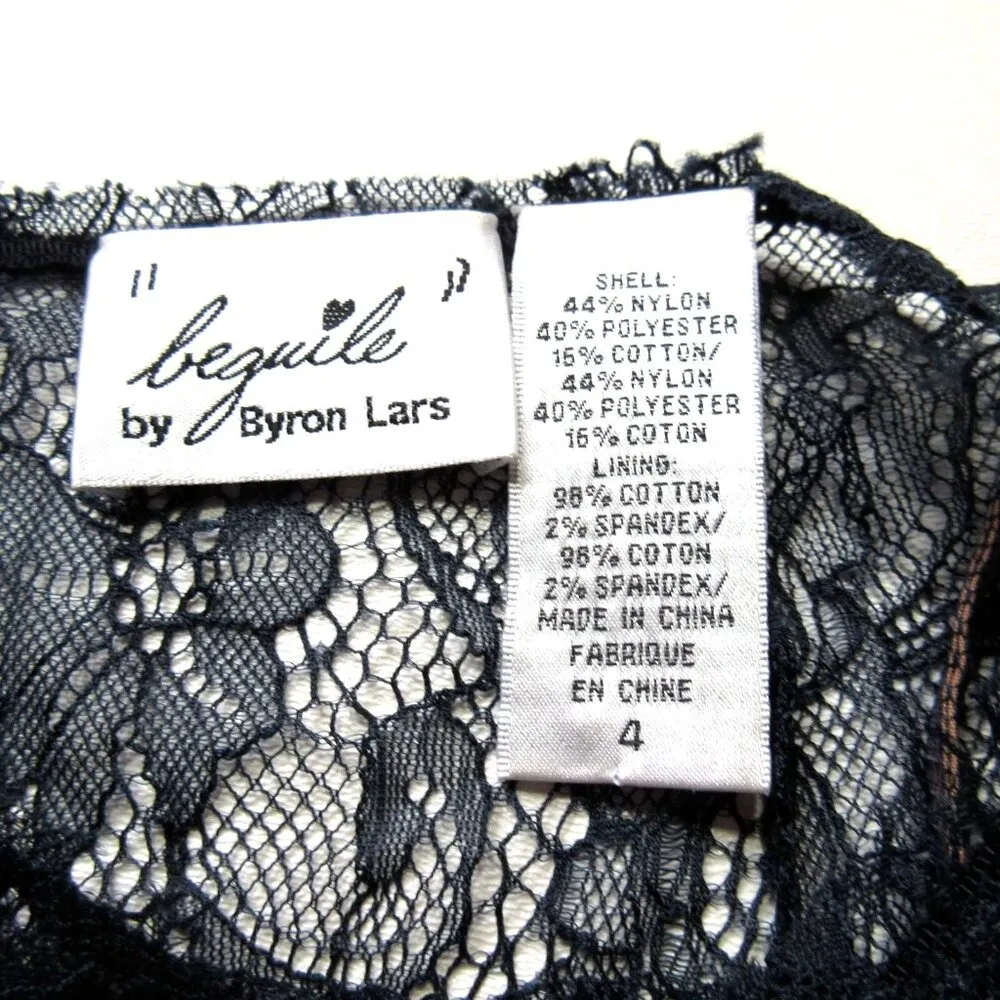 "beguile"
by Byron Lars
SHELL:
44% NYLON
40% POLYESTER
16% COTTON/
44% NYLON
40% POLYESTER
16% COTON
LINING:
98% COTTON
2% SPANDEX/
98% COTON
2% SPANDEX/
MADE IN CHINA
FABRIQUE
EN CHINE
4